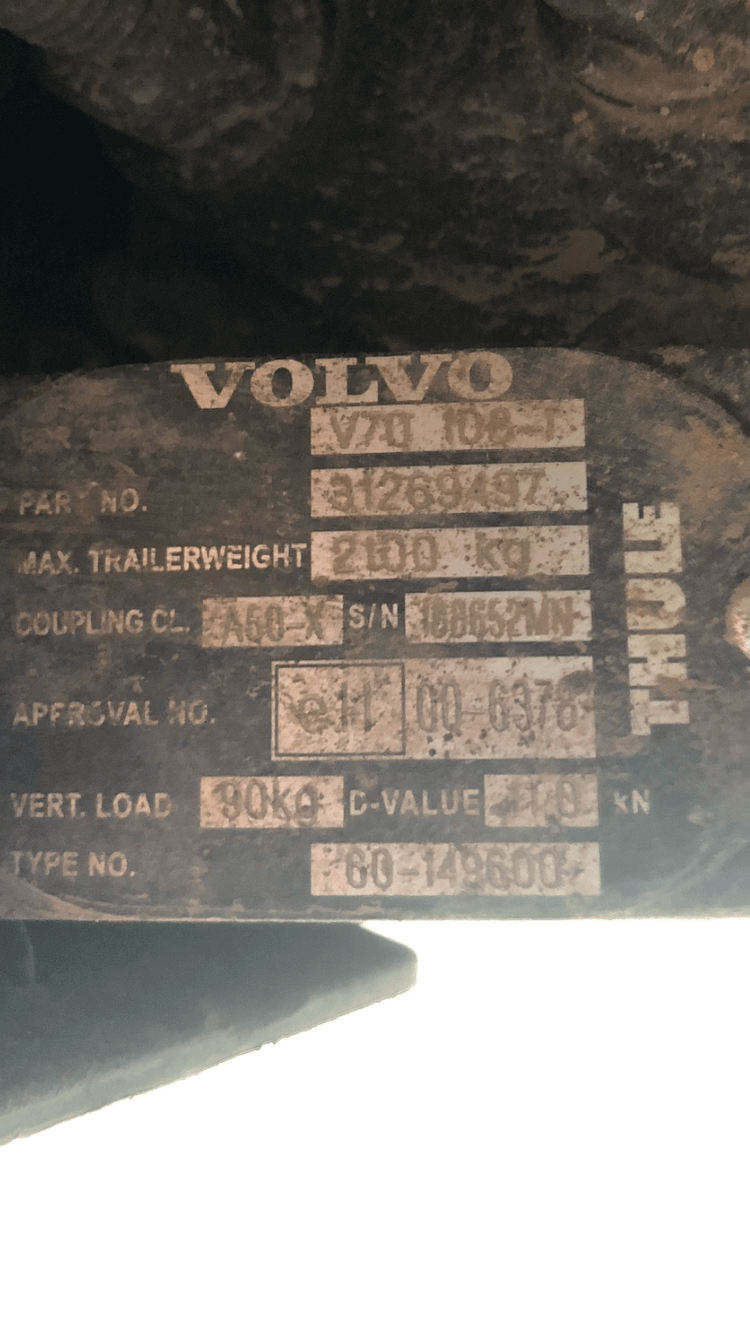 VOLVO
V70 108-T
PART NO. 31269497
MAX. TRAILERWEIGHT 2100 kg
COUPLING CL. A50-X S/N 188652MN
APPROVAL NO. e11 00-6378
VERT. LOAD 90kg D-VALUE kN
TYPE NO. 60-149600
THULE